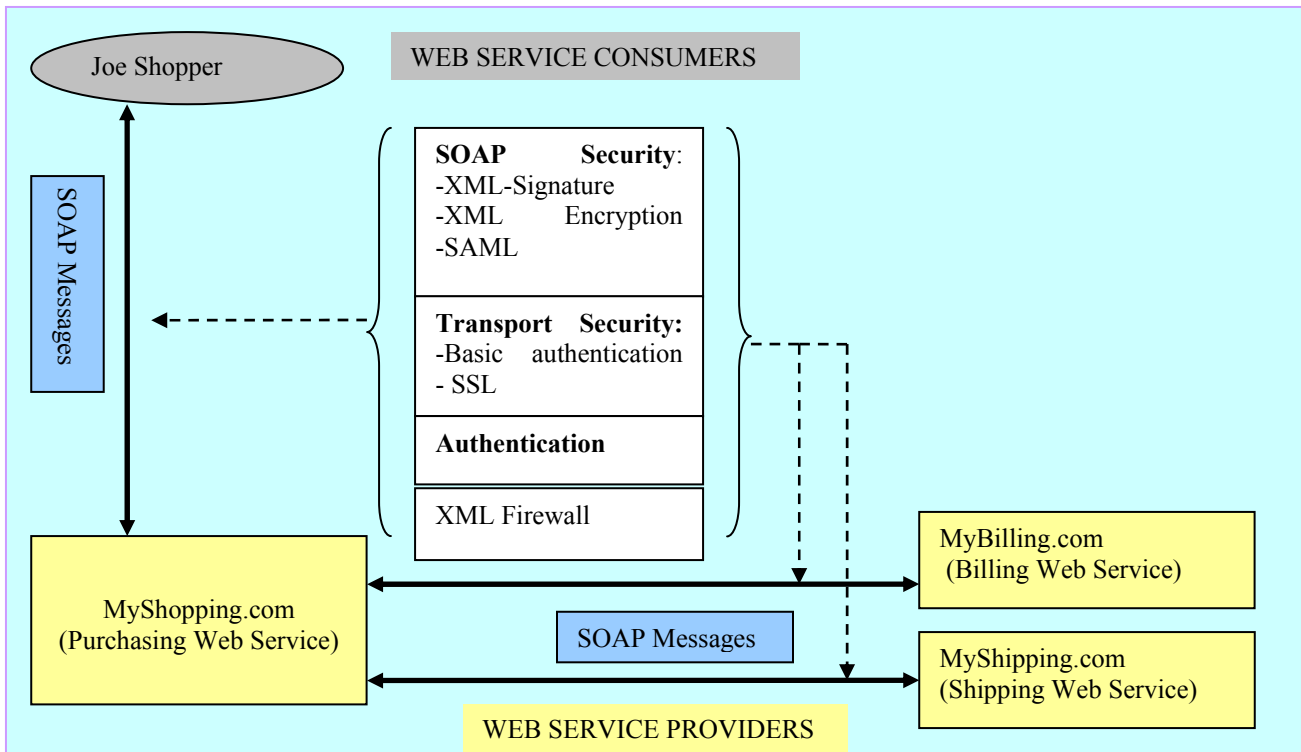 Joe Shopper
WEB SERVICE CONSUMERS
SOAP Messages
SOAP Security:
-XML-Signature
-XML Encryption
-SAML
Transport Security:
-Basic authentication
- SSL
Authentication
XML Firewall
MyShopping.com
(Purchasing Web Service)
SOAP Messages
MyBilling.com
(Billing Web Service)
MyShipping.com
(Shipping Web Service)
WEB SERVICE PROVIDERS